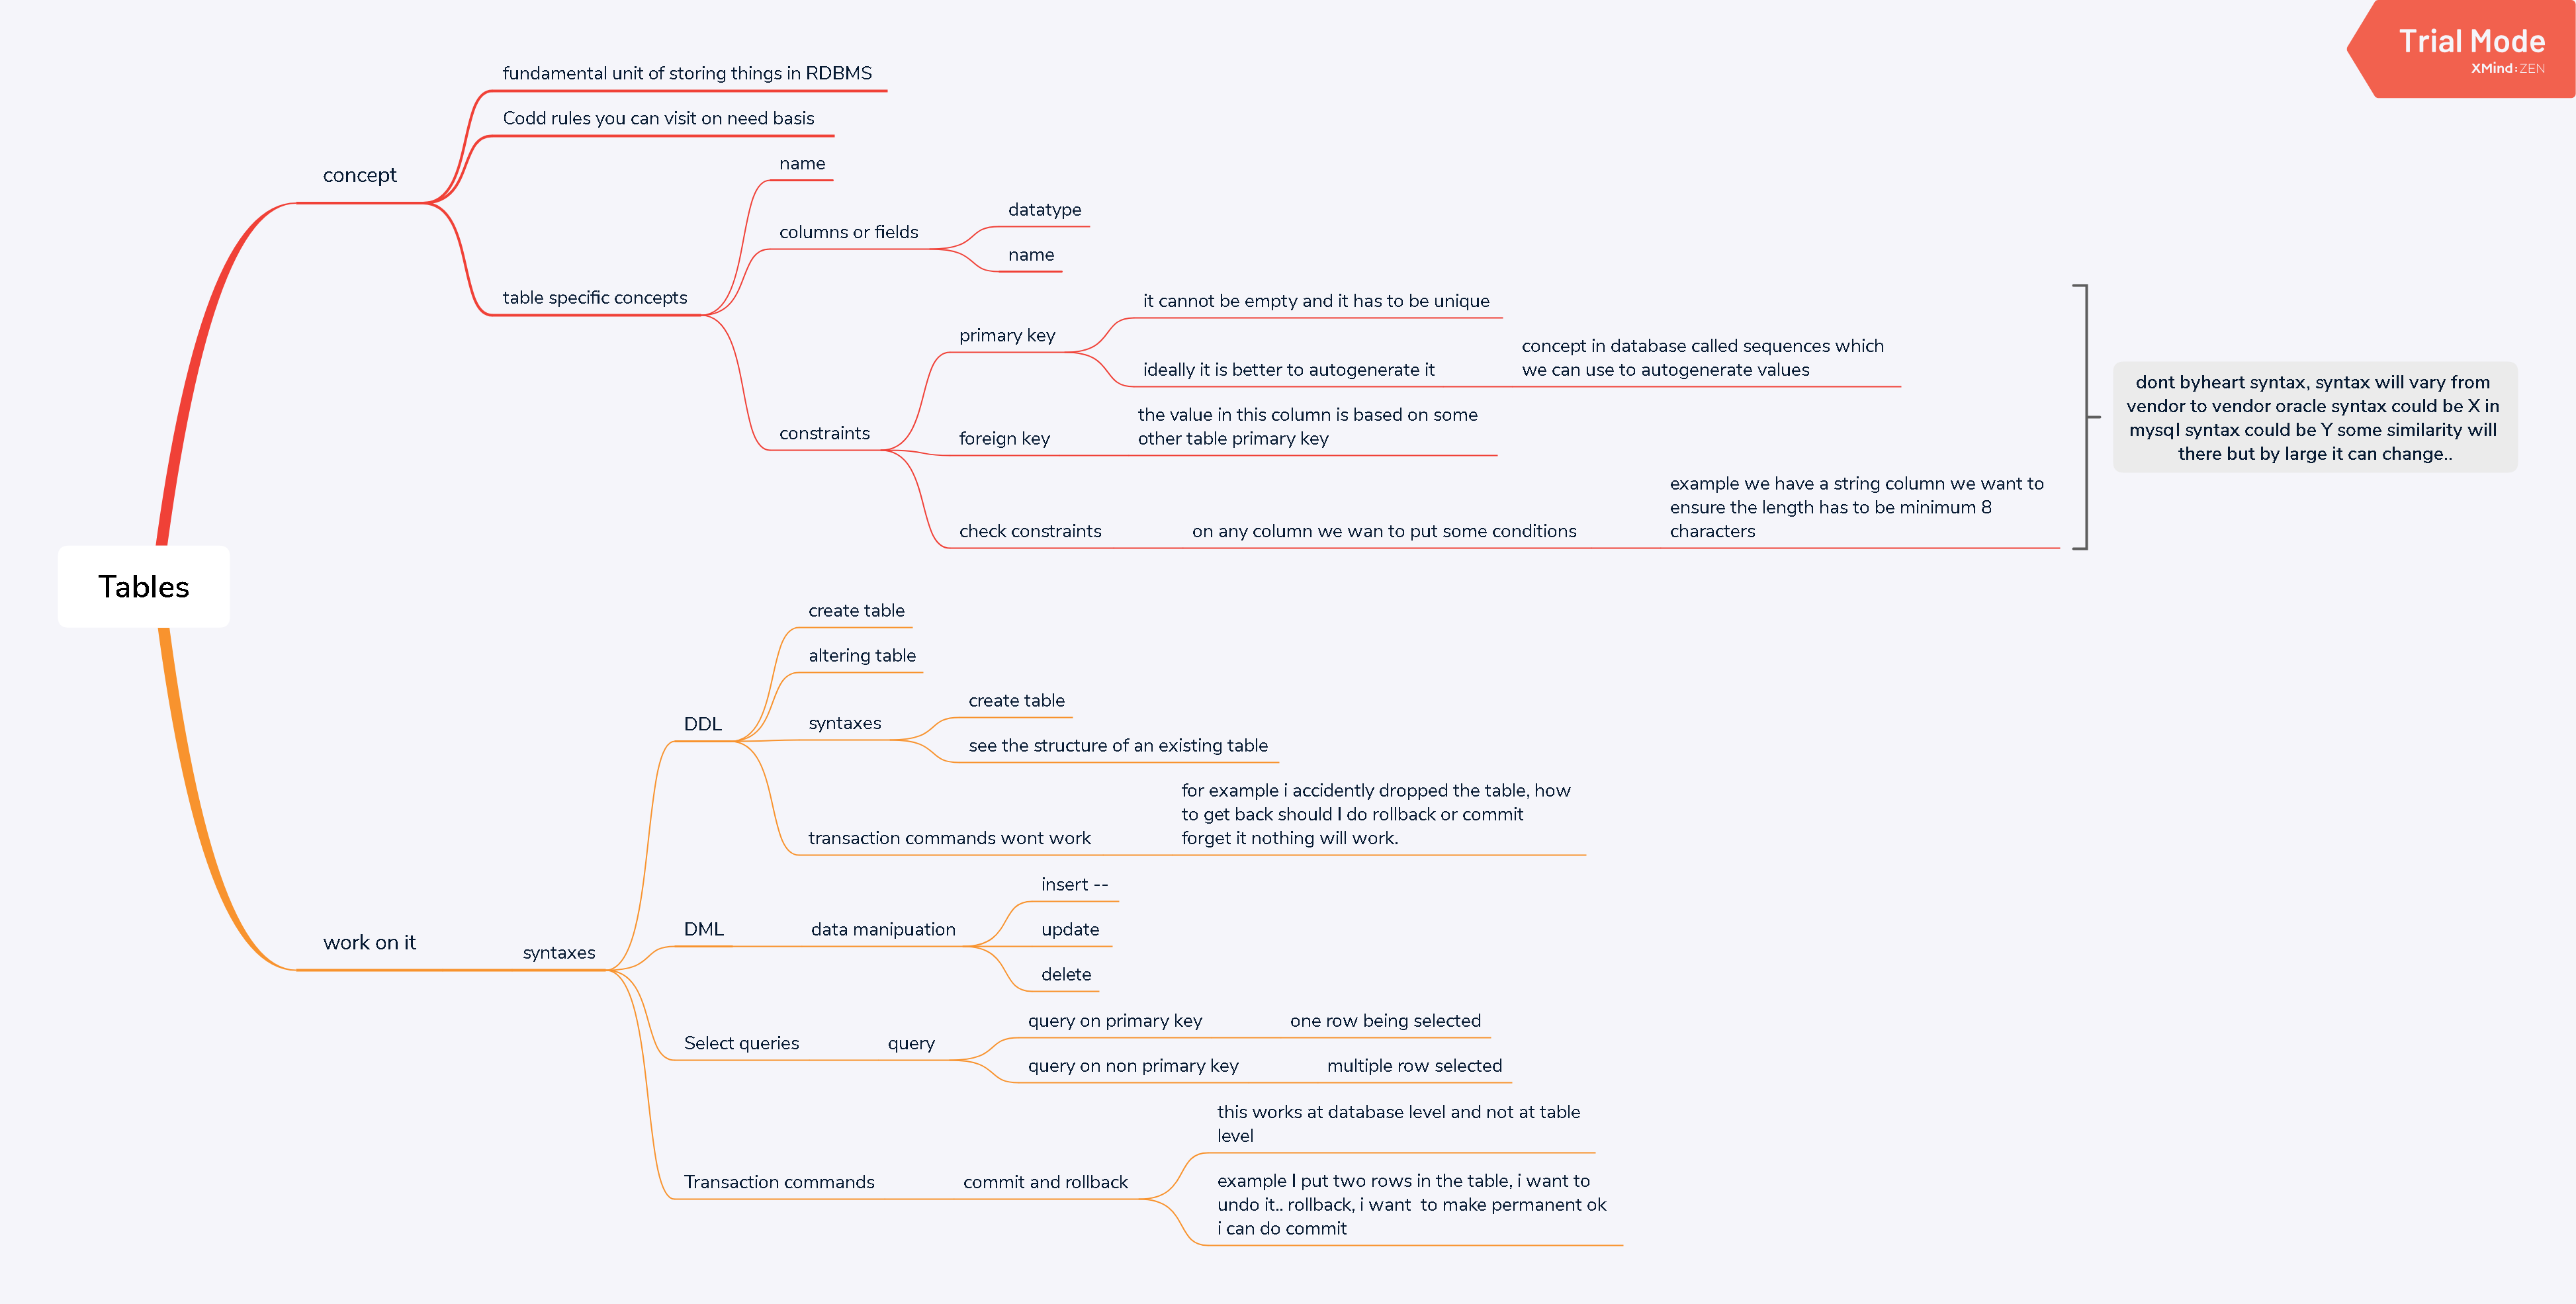 Trial Mode
XMind:ZEN
Tables
concept
fundamental unit of storing things in RDBMS
Codd rules you can visit on need basis
table specific concepts
name
columns or fields
datatype
name
constraints
primary key
it cannot be empty and it has to be unique
ideally it is better to autogenerate it
concept in database called sequences which
we can use to autogenerate values
foreign key
the value in this column is based on some
other table primary key
check constraints
on any column we wan to put some conditions
example we have a string column we want to
ensure the length has to be minimum 8
characters
dont byheart syntax, syntax will vary from
vendor to vendor oracle syntax could be X in
mysql syntax could be Y some similarity will
there but by large it can change..
work on it
syntaxes
DDL
create table
altering table
syntaxes
create table
see the structure of an existing table
transaction commands wont work
for example i accidently dropped the table, how
to get back should I do rollback or commit
forget it nothing will work.
DML
data manipuation
insert --
update
delete
Select queries
query
query on primary key
one row being selected
query on non primary key
multiple row selected
Transaction commands
commit and rollback
this works at database level and not at table
level
example I put two rows in the table, i want to
undo it.. rollback, i want  to make permanent ok
i can do commit